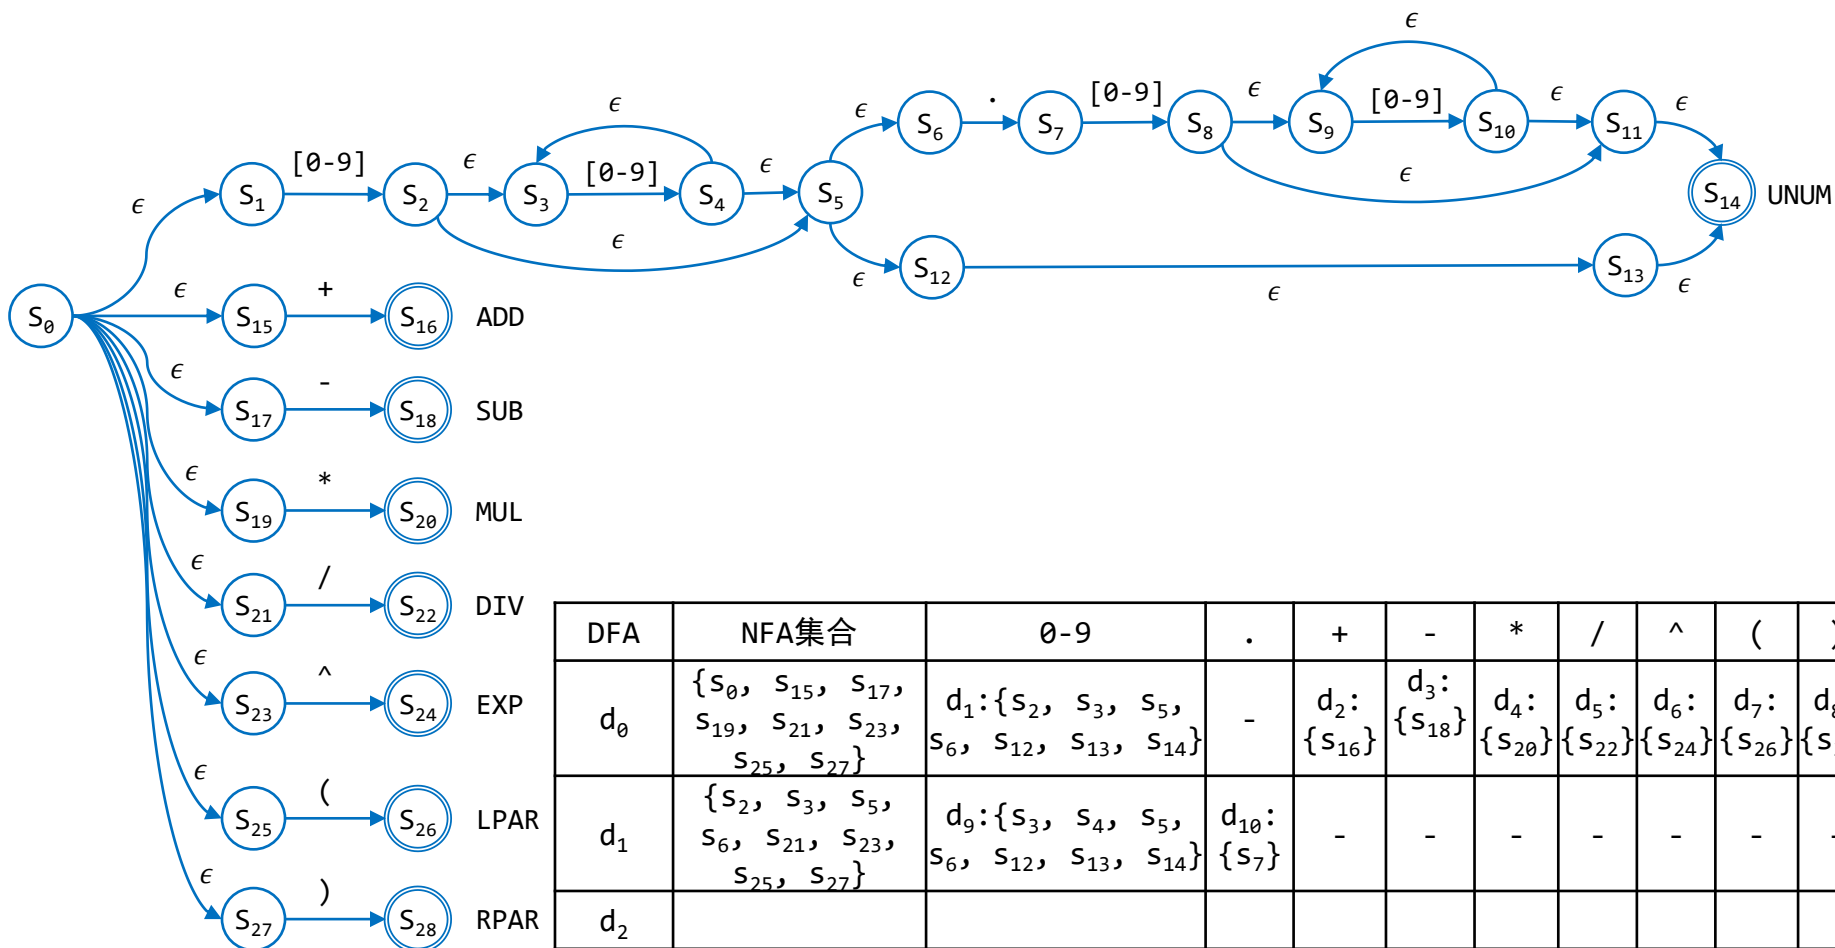 ϵ
ϵ . [0-9] ϵ [0-9] ϵ ϵ
S₆ S₇ S₈ S₉ S₁₀ S₁₁
ϵ
[0-9] ϵ [0-9] ϵ
ϵ S₁ S₂ S₃ S₄ S₅ ϵ S₁₄ UNUM
ϵ
ϵ S₁₂ ϵ S₁₃ ϵ
S₀
ϵ S₁₅ + S₁₆ ADD
ϵ S₁₇ - S₁₈ SUB
ϵ S₁₉ * S₂₀ MUL
ϵ S₂₁ / S₂₂ DIV
ϵ S₂₃ ^ S₂₄ EXP
ϵ S₂₅ ( S₂₆ LPAR
ϵ S₂₇ ) S₂₈ RPAR
DFA NFA集合 0-9 . + - * / ^ (
d₀
{s₀, s₁₅, s₁₇,
s₁₉, s₂₁, s₂₃,
s₂₅, s₂₇}
d₁:{s₂, s₃, s₅,
s₆, s₁₂, s₁₃, s₁₄}
-
d₂:
{s₁₆}
d₃:
{s₁₈}
d₄:
{s₂₀}
d₅:
{s₂₂}
d₆:
{s₂₄}
d₇:
{s₂₆}
d₁
{s₂, s₃, s₅,
s₆, s₂₁, s₂₃,
s₂₅, s₂₇}
d₉:{s₃, s₄, s₅,
s₆, s₁₂, s₁₃, s₁₄}
d₁₀:
{s₇}
- - - - - - -
d₂